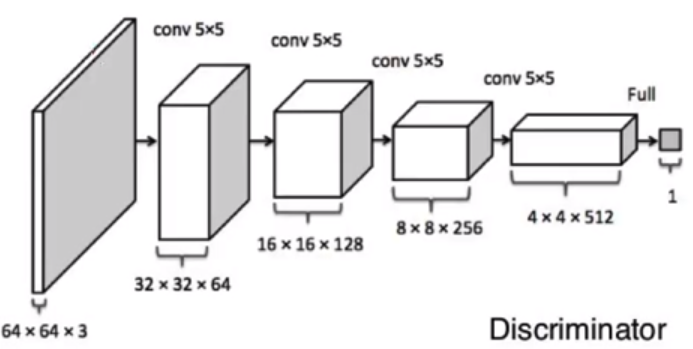 conv 5×5
conv 5×5
conv 5×5
conv 5×5
Full
1
4 × 4 × 512
8 × 8 × 256
16 × 16 × 128
32 × 32 × 64
64 × 64 × 3
Discriminator